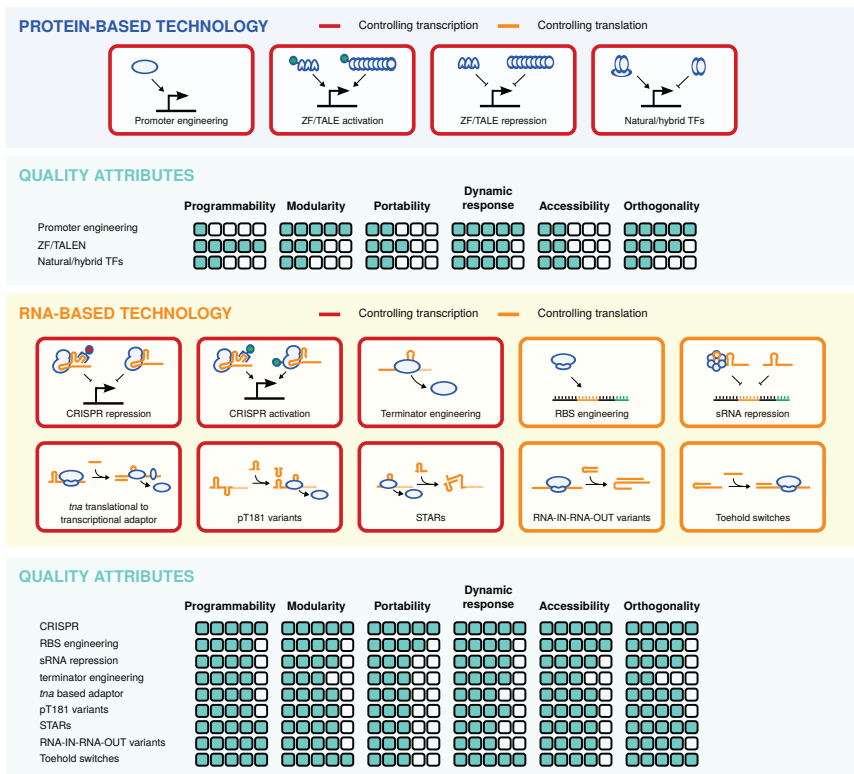 PROTEIN-BASED TECHNOLOGY
Controlling transcription
Controlling translation
Promoter engineering
ZF/TALE activation
ZF/TALE repression
Natural/hybrid TFs
QUALITY ATTRIBUTES
Programmability
Modularity
Portability
Dynamic
response
Accessibility
Orthogonality
Promoter engineering
ZF/TALEN
Natural/hybrid TFs
RNA-BASED TECHNOLOGY
Controlling transcription
Controlling translation
CRISPR repression
CRISPR activation
Terminator engineering
RBS engineering
sRNA repression
tna translational to
transcriptional adaptor
pT181 variants
STARs
RNA-IN-RNA-OUT variants
Toehold switches
QUALITY ATTRIBUTES
Programmability
Modularity
Portability
Dynamic
response
Accessibility
Orthogonality
CRISPR
RBS engineering
sRNA repression
terminator engineering
tna based adaptor
pT181 variants
STARs
RNA-IN-RNA-OUT variants
Toehold switches